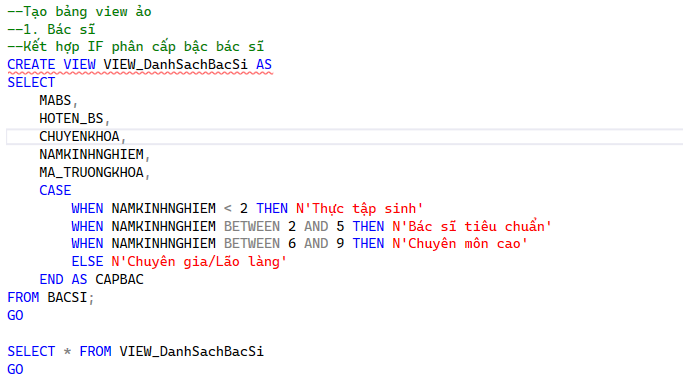 --Tạo bảng view ảo
--1. Bác sĩ
--Kết hợp IF phân cấp bậc bác sĩ
CREATE VIEW VIEW_DanhSachBacSi AS
SELECT
    MABS,
    HOTEN_BS,
    CHUYENKHOA,
    NAMKINHNGHIEM,
    MA_TRUONGKHOA,
    CASE
        WHEN NAMKINHNGHIEM < 2 THEN N'Thực tập sinh'
        WHEN NAMKINHNGHIEM BETWEEN 2 AND 5 THEN N'Bác sĩ tiêu chuẩn'
        WHEN NAMKINHNGHIEM BETWEEN 6 AND 9 THEN N'Chuyên môn cao'
        ELSE N'Chuyên gia/Lão làng'
    END AS CAPBAC
FROM BACSI;
GO
SELECT * FROM VIEW_DanhSachBacSi
GO